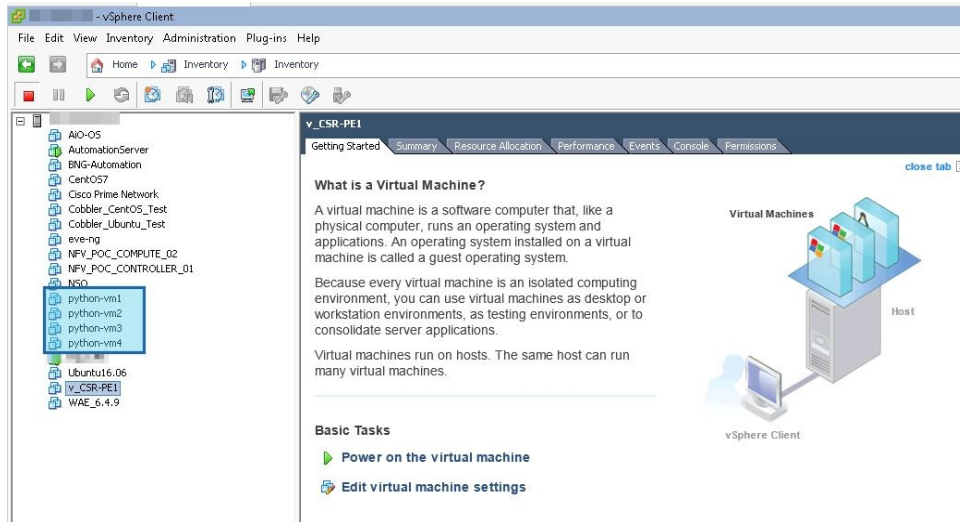 - vSphere Client
File Edit View Inventory Administration Plug-ins Help
Home Inventory Inventory
AiO-OS
AutomationServer
BNG-Automation
CentOS7
Cisco Prime Network
Cobbler_CentOS_Test
Cobbler_Ubuntu_Test
eve-ng
NFV_POC_COMPUTE_02
NFV_POC_CONTROLLER_01
NSO
python-vm1
python-vm2
python-vm3
python-vm4
Ubuntu16.06
v_CSR-PE1
WAE_6.4.9
v_CSR-PE1
Getting Started Summary Resource Allocation Performance Events Console Permissions
close tab
What is a Virtual Machine?
A virtual machine is a software computer that, like a
physical computer, runs an operating system and
applications. An operating system installed on a virtual
machine is called a guest operating system.
Because every virtual machine is an isolated computing
environment, you can use virtual machines as desktop or
workstation environments, as testing environments, or to
consolidate server applications.
Virtual machines run on hosts. The same host can run
many virtual machines.
Basic Tasks
Power on the virtual machine
Edit virtual machine settings
Virtual Machines
Host
vSphere Client